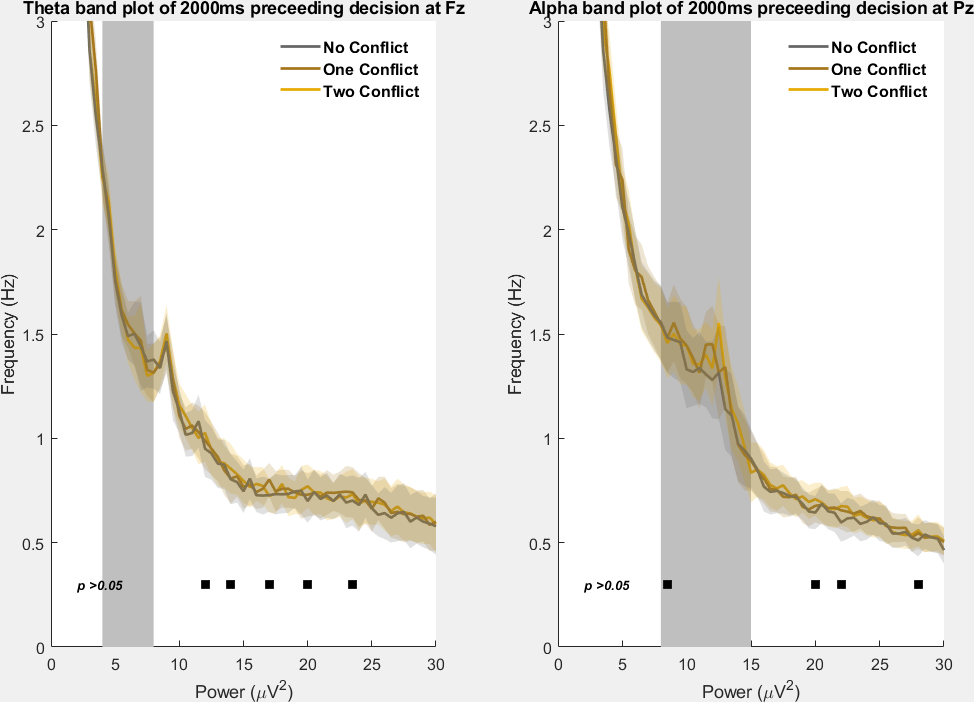 Theta band plot of 2000ms preceeding decision at Fz
3
2.5
2
1.5
1
0.5
0
Frequency (Hz)
No Conflict
One Conflict
Two Conflict
p >0.05
0 5 10 15 20 25 30
Power (μV²)
Alpha band plot of 2000ms preceeding decision at Pz
3
2.5
2
1.5
1
0.5
0
Frequency (Hz)
No Conflict
One Conflict
Two Conflict
p >0.05
0 5 10 15 20 25 30
Power (μV²)